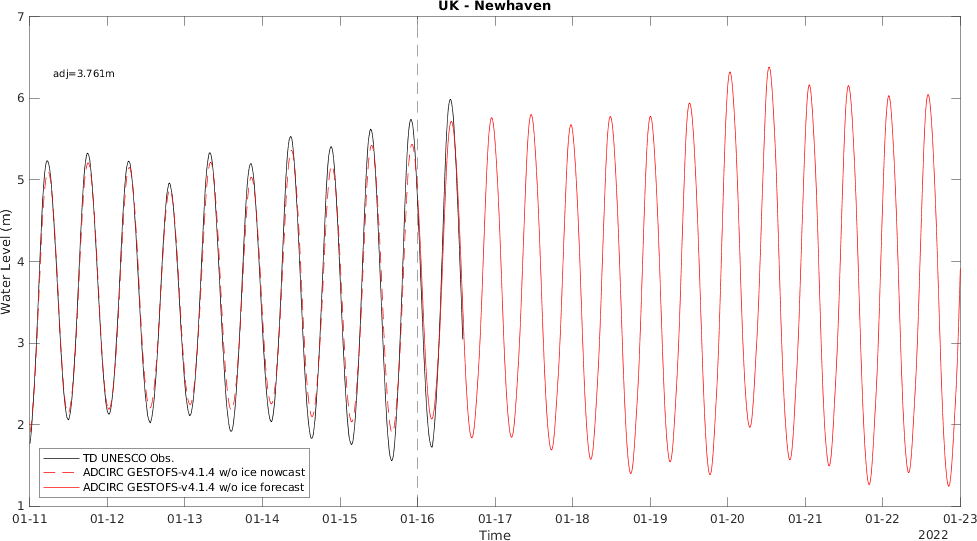 UK - Newhaven
7
adj=3.761m
6
5
4
3
2
1
Water Level (m)
TD UNESCO Obs.
ADCIRC GESTOFS-v4.1.4 w/o ice nowcast
ADCIRC GESTOFS-v4.1.4 w/o ice forecast
01-11 01-12 01-13 01-14 01-15 01-16 01-17 01-18 01-19 01-20 01-21 01-22 01-23
Time
2022